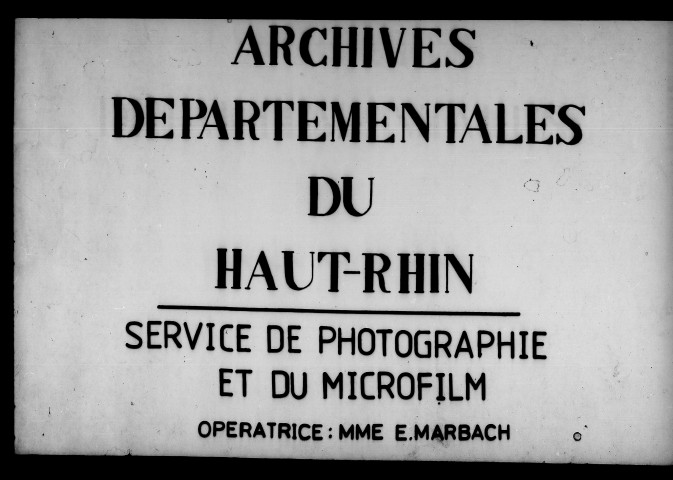 ARCHIVES
DEPARTEMENTALES
DU
HAUT-RHIN
SERVICE DE PHOTOGRAPHIE
ET DU MICROFILM
OPERATRICE: MME E.MARBACH